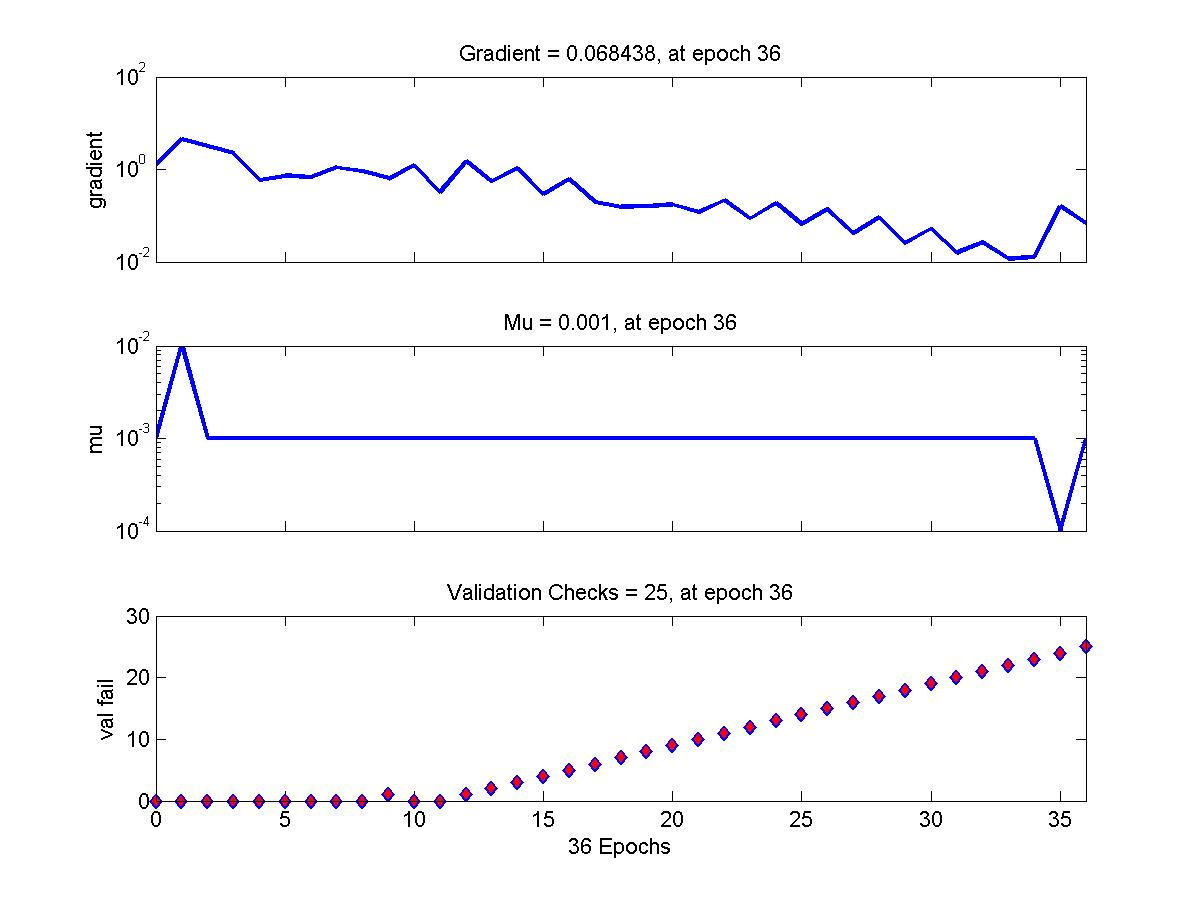 Gradient = 0.068438, at epoch 36
10^2
10^0
10^-2
gradient
Mu = 0.001, at epoch 36
10^-2
10^-3
10^-4
mu
Validation Checks = 25, at epoch 36
30
20
10
0
val fail
0 5 10 15 20 25 30 35
36 Epochs